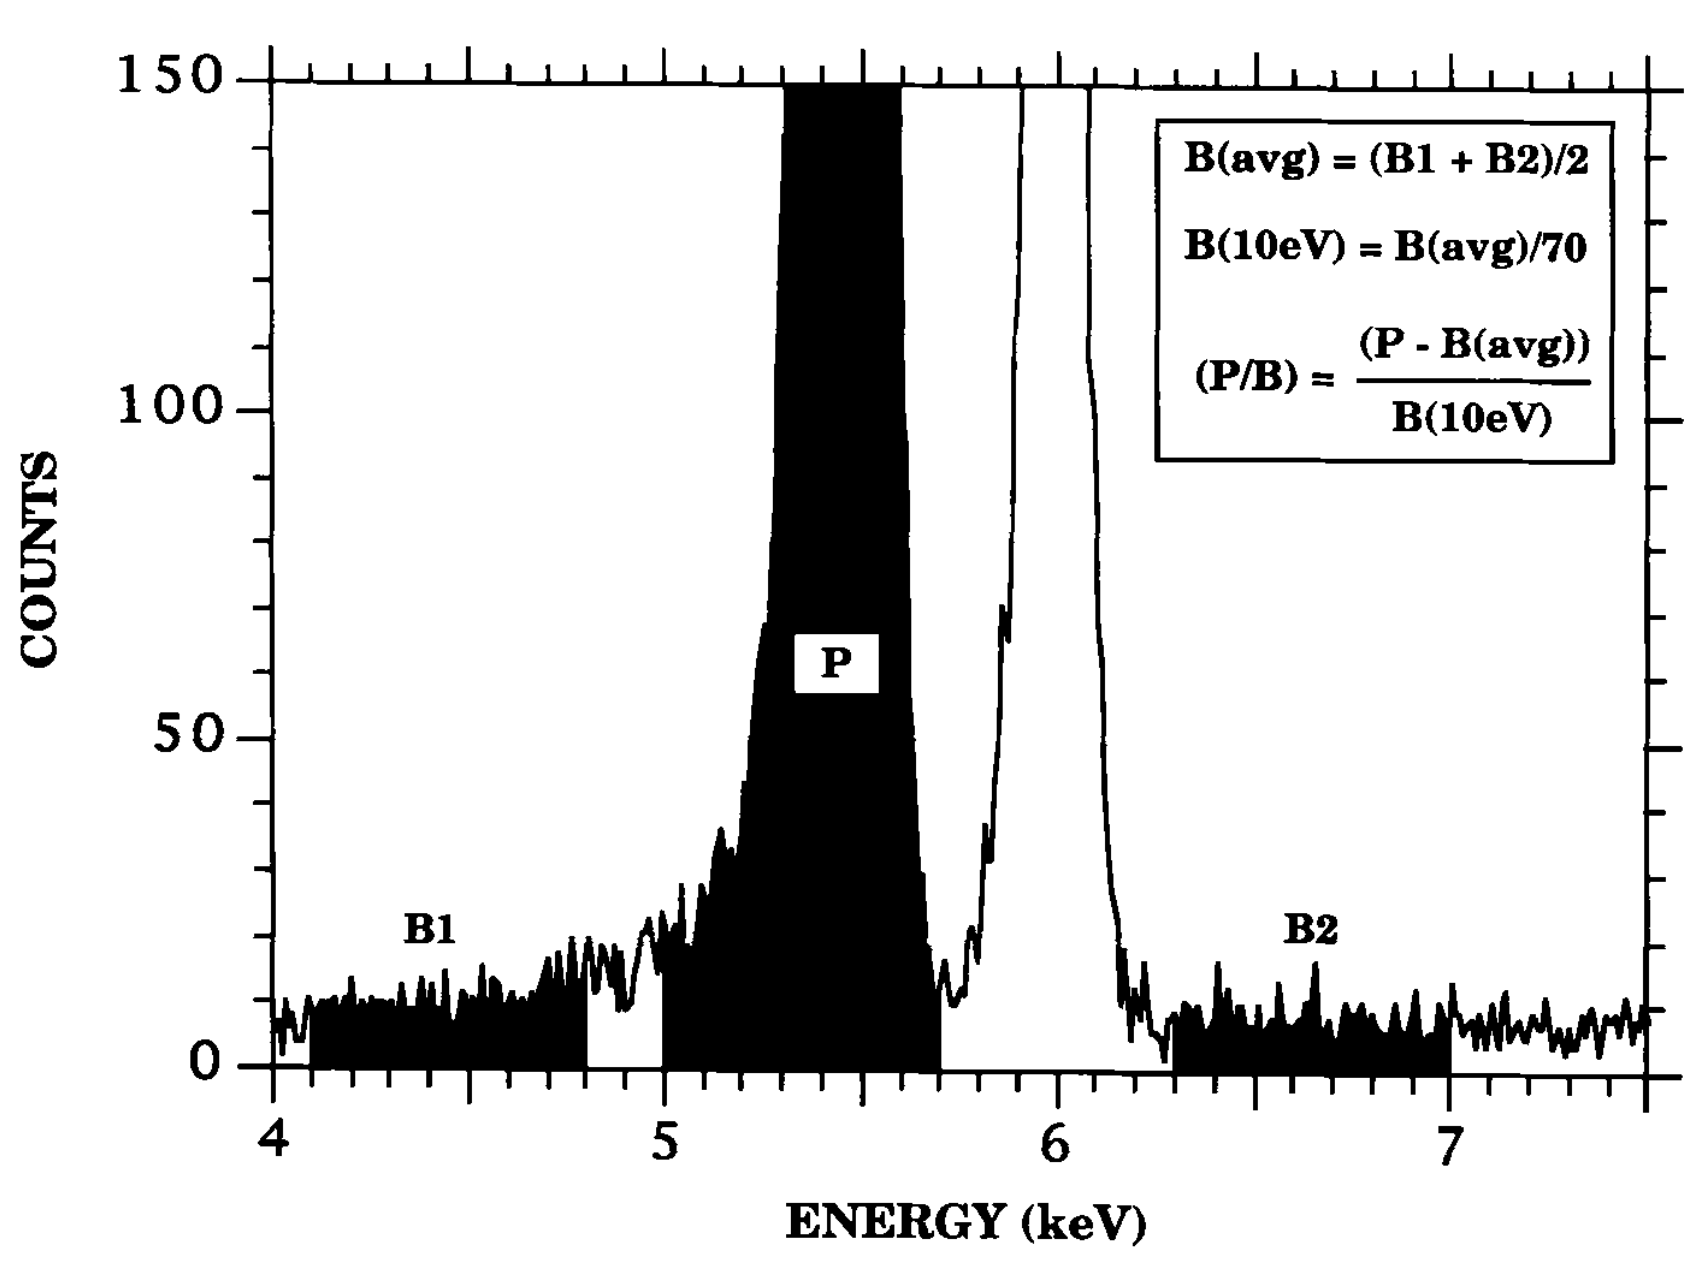 150
100
50
0
COUNTS
B(avg) = (B1 + B2)/2
B(10eV) = B(avg)/70
(P/B) = (P - B(avg))
B(10eV)
P
B1
B2
4 5 6 7
ENERGY (keV)